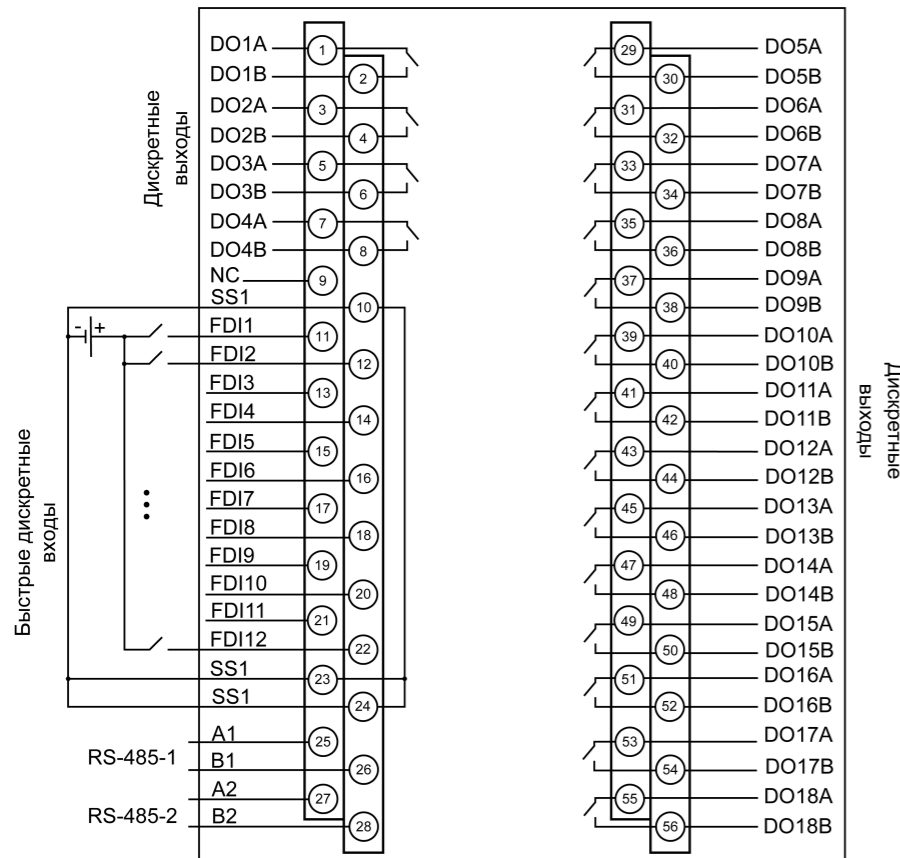 Дискретные
выходы
DO1A 1
DO1B 2
DO2A 3
DO2B 4
DO3A 5
DO3B 6
DO4A 7
DO4B 8
NC 9
SS1 10
- +
FDI1 11
FDI2 12
FDI3 13
FDI4 14
FDI5 15
FDI6 16
FDI7 17
FDI8 18
FDI9 19
FDI10 20
FDI11 21
FDI12 22
SS1 23
SS1 24
Быстрые дискретные
входы
RS-485-1
A1 25
B1 26
RS-485-2
A2 27
B2 28
29 DO5A
30 DO5B
31 DO6A
32 DO6B
33 DO7A
34 DO7B
35 DO8A
36 DO8B
37 DO9A
38 DO9B
39 DO10A
40 DO10B
41 DO11A
42 DO11B
43 DO12A
44 DO12B
45 DO13A
46 DO13B
47 DO14A
48 DO14B
49 DO15A
50 DO15B
51 DO16A
52 DO16B
53 DO17A
54 DO17B
55 DO18A
56 DO18B
Дискретные
выходы